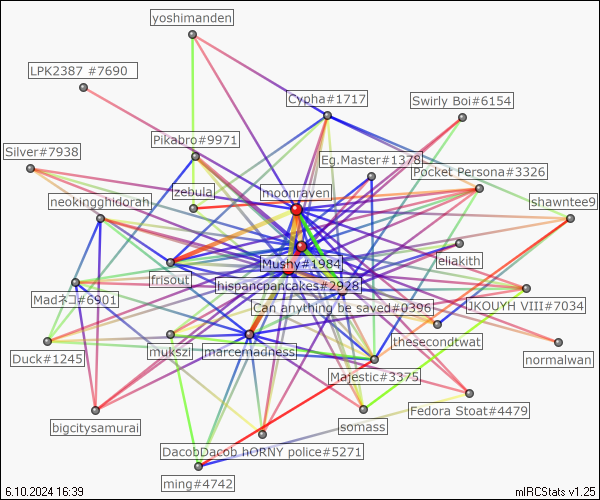 yoshimanden
LPK2387 #7690
Cypha#1717
Swirly Boi#6154
Pikabro#9971
Silver#7938
Eg.Master#1378
Pocket Persona#3326
zebula
moonraven
neokingghidorah
shawntee9
Mushy#1984
eliakith
frisout
hispancpancakes#2928
Madネコ#6901
Can anything be saved#0396
JKOUYH VIII#7034
thesecondtwat
Duck#1245
mukszi
marcemadness
normalwan
Majestic#3375
Fedora Stoat#4479
bigcitysamurai
somass
DacobDacob hORNY police#5271
ming#4742
6.10.2024 16:39
mIRCStats v1.25